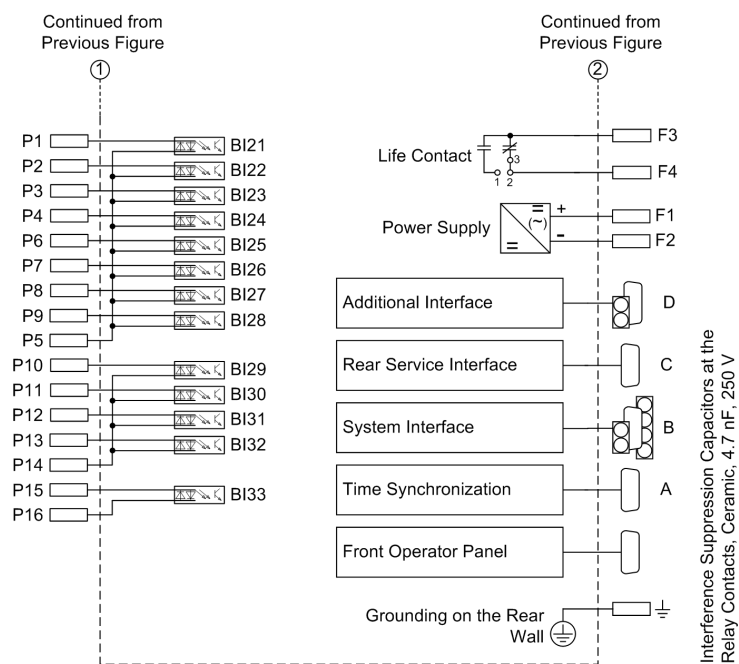 Continued from
Previous Figure
1
Continued from
Previous Figure
2
P1
BI21
P2
BI22
P3
BI23
P4
BI24
P6
BI25
P7
BI26
P8
BI27
P9
BI28
P5
P10
BI29
P11
BI30
P12
BI31
P13
BI32
P14
P15
BI33
P16
Life Contact
3
1 2
F3
F4
Power Supply
(~)
+
-
F1
F2
Additional Interface
D
Rear Service Interface
C
System Interface
B
Time Synchronization
A
Front Operator Panel
Grounding on the Rear
Wall
Interference Suppression Capacitors at the
Relay Contacts, Ceramic, 4.7 nF, 250 V